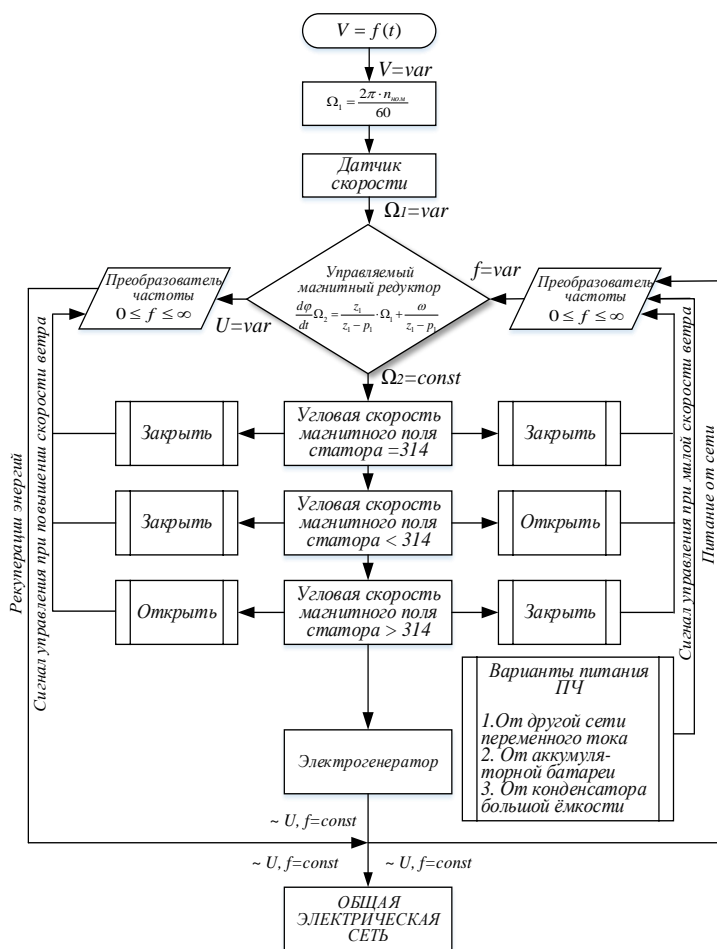 V = f(t)
V=var
Ω₁ = 2π · nном / 60
Датчик
скорости
Ω1=var
Преобразователь
частоты
0 ≤ f ≤ ∞
U=var
Управляемый
магнитный редуктор
dφ/dt Ω₂ = z₁/(z₁ − p₁) · Ω₁ + ω/(z₁ − p₁)
f=var
Преобразователь
частоты
0 ≤ f ≤ ∞
Ω2=const
Закрыть
Угловая скорость
магнитного поля
статора =314
Закрыть
Закрыть
Угловая скорость
магнитного поля
статора < 314
Открыть
Открыть
Угловая скорость
магнитного поля
статора > 314
Закрыть
Рекуперации энергий
Сигнал управления при повышении скорости ветра
Сигнал управления при милой скорости ветра
Питание от сети
Варианты питания
ПЧ
1.От другой сети
переменного тока
2. От аккумуля-
торной батареи
3. От конденсатора
большой ёмкости
Электрогенератор
~ U, f=const
~ U, f=const
~ U, f=const
ОБЩАЯ
ЭЛЕКТРИЧЕСКАЯ
СЕТЬ